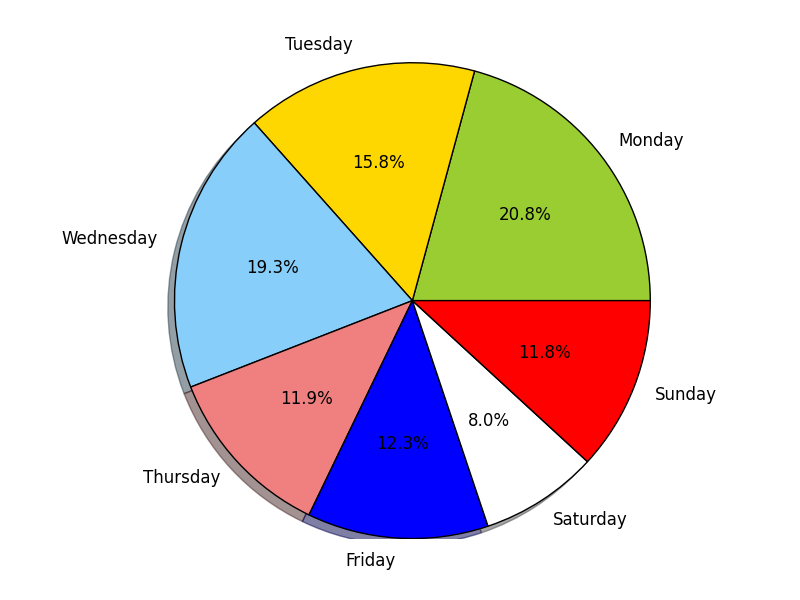 Tuesday
Monday
15.8%
20.8%
Wednesday
19.3%
11.8%
Sunday
11.9%
8.0%
12.3%
Thursday
Saturday
Friday